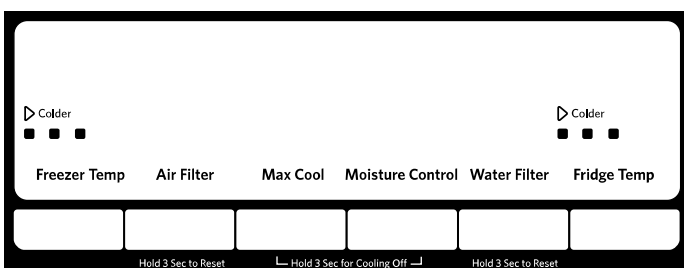 Colder Colder
Freezer Temp Air Filter Max Cool Moisture Control Water Filter Fridge Temp
Hold 3 Sec to Reset Hold 3 Sec for Cooling Off Hold 3 Sec to Reset